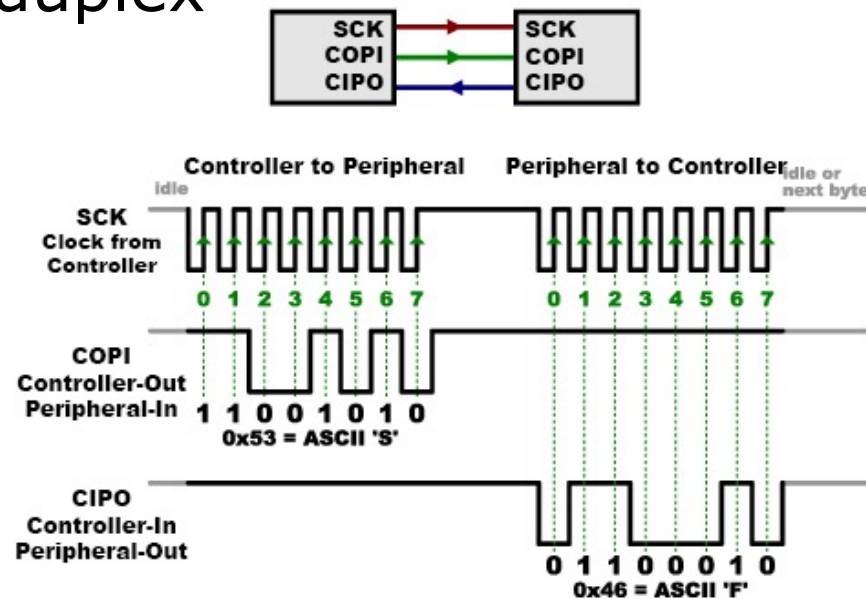 duplex
SCK SCK
COPI COPI
CIPO CIPO
Controller to Peripheral Peripheral to Controller
idle idle or
next byte
SCK
Clock from
Controller
0 1 2 3 4 5 6 7 0 1 2 3 4 5 6 7
COPI
Controller-Out
Peripheral-In
1 1 0 0 1 0 1 0
0x53 = ASCII 'S'
CIPO
Controller-In
Peripheral-Out
0 1 1 0 0 0 1 0
0x46 = ASCII 'F'